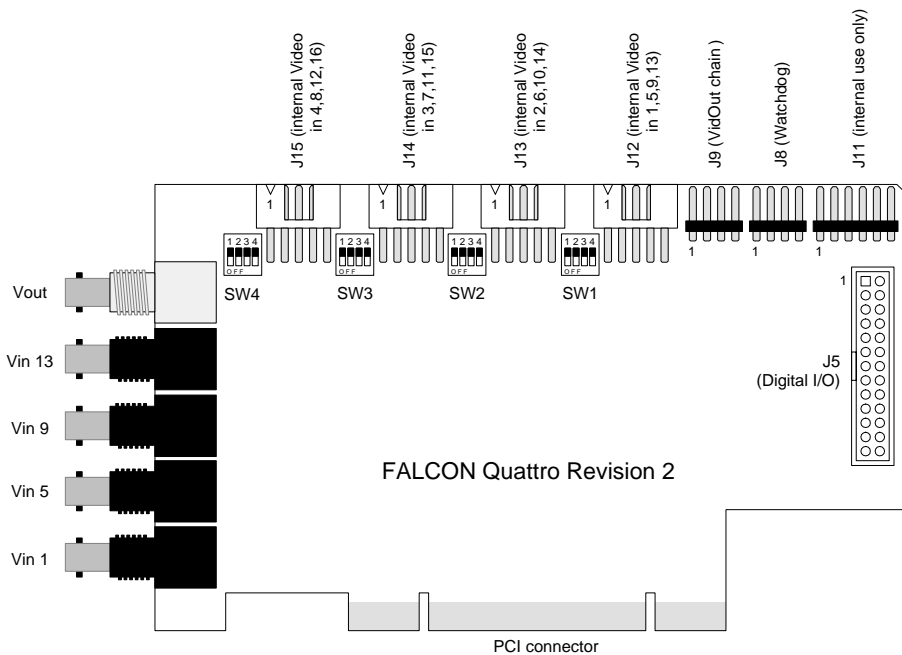 J15 (internal Video
in 4,8,12,16)
J14 (internal Video
in 3,7,11,15)
J13 (internal Video
in 2,6,10,14)
J12 (internal Video
in 1,5,9,13)
J9 (VidOut chain )
J8 (Watchdog)
J11 (internal use only)
1
1
1
1
1
1
1
1 2 3 4
OFF
1 2 3 4
OFF
1 2 3 4
OFF
1 2 3 4
OFF
SW4
SW3
SW2
SW1
1
Vout
Vin 13
J5
(Digital I/O)
Vin 9
FALCON Quattro Revision 2
Vin 5
Vin 1
PCI connector